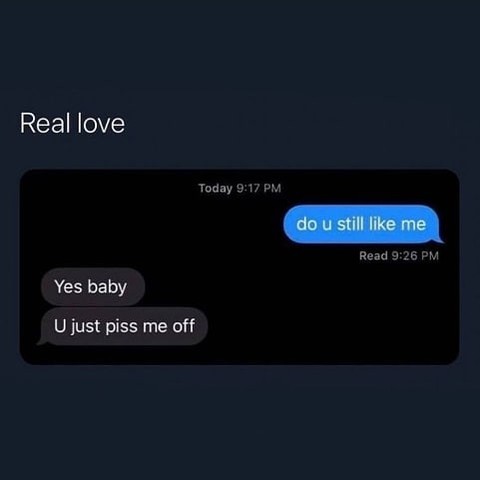 Real love
Today 9:17 PM
do u still like me
Read 9:26 PM
Yes baby
U just piss me off